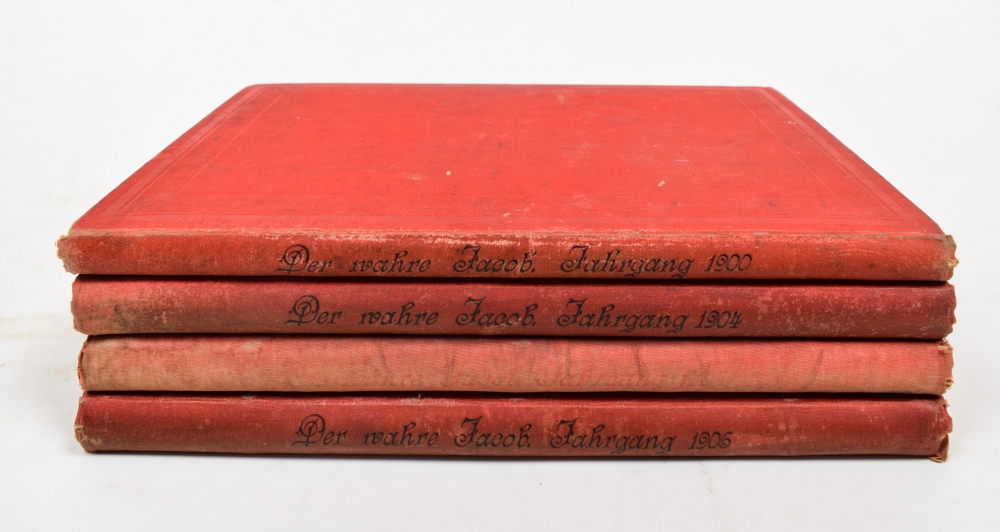 Der wahre Jacob. Jahrgang 1900
Der wahre Jacob. Jahrgang 1904
Der wahre Jacob. Jahrgang 1906